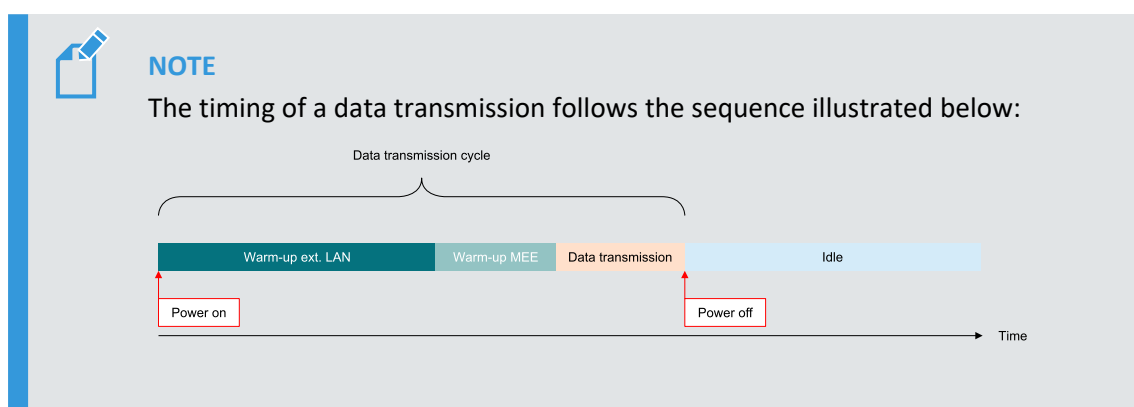 NOTE
The timing of a data transmission follows the sequence illustrated below:
Data transmission cycle
Warm-up ext. LAN
Warm-up MEE
Data transmission
Idle
Power on
Power off
Time